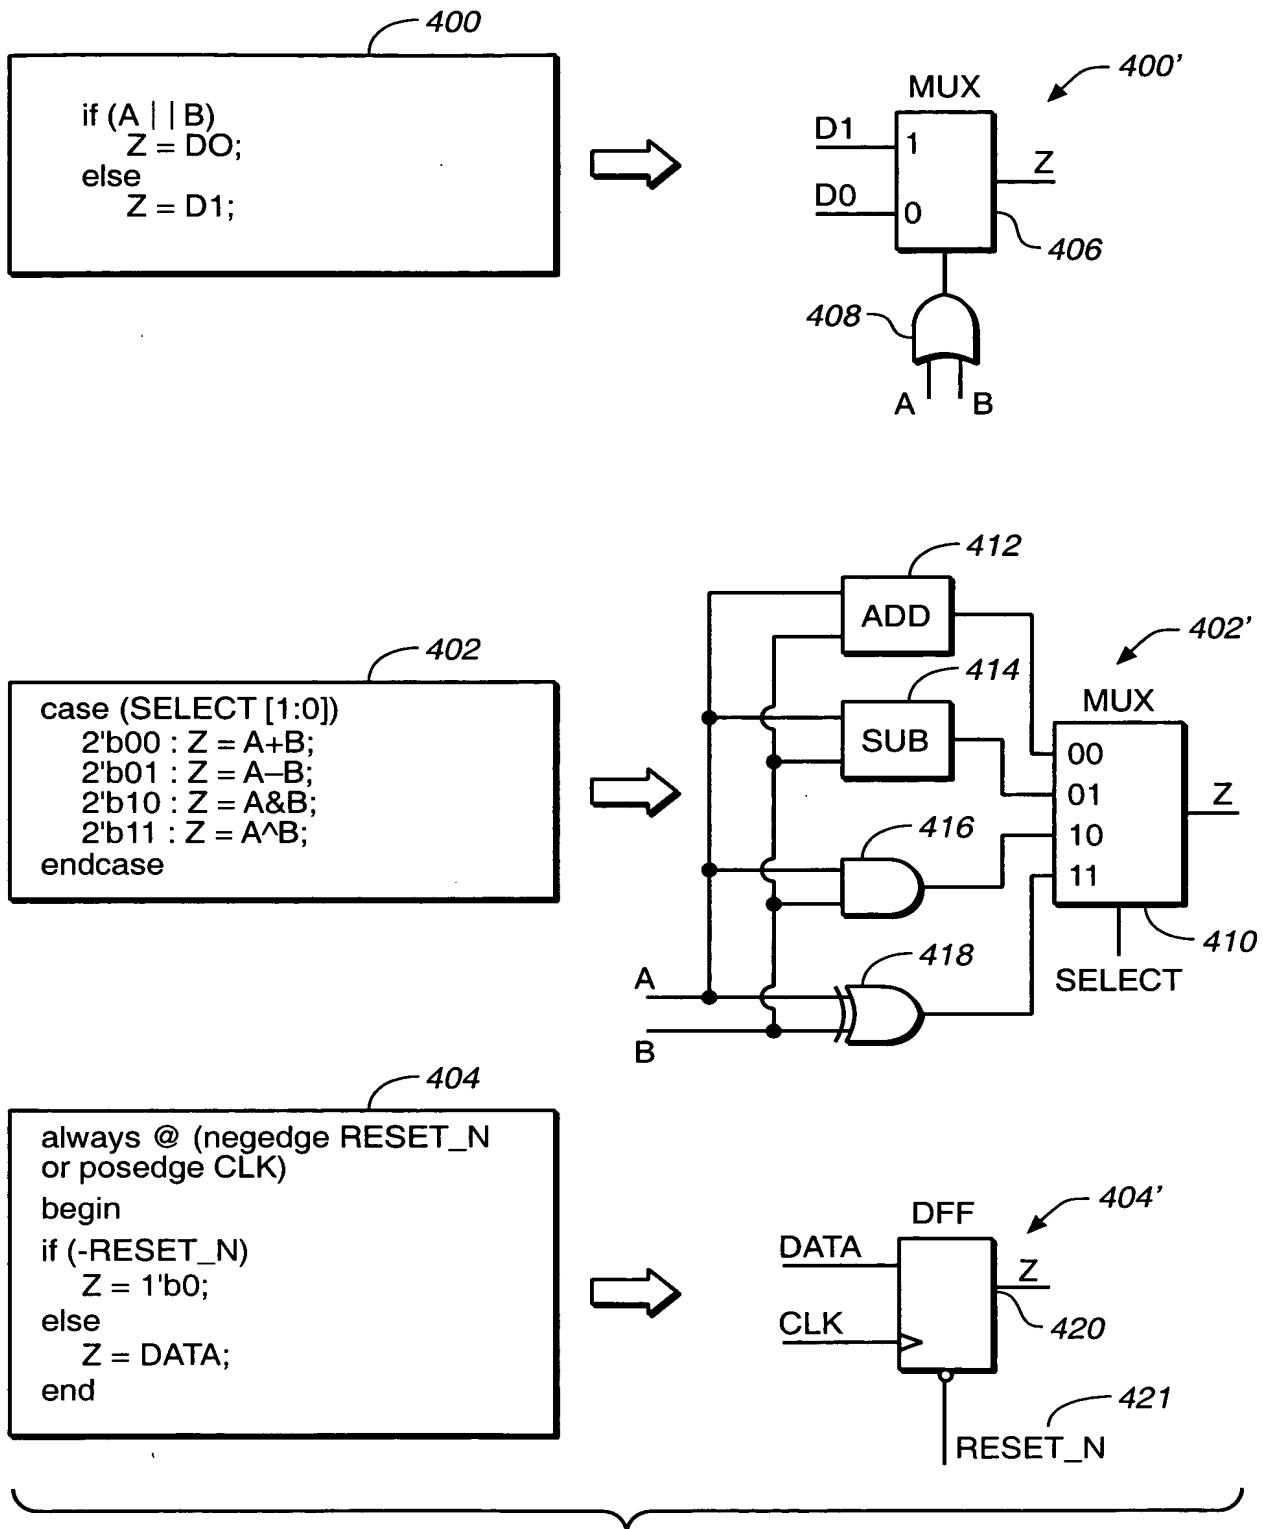 400
if (A || B)
Z = DO;
else
Z = D1;
MUX
400'
D1
1
Z
D0
0
406
408
A
B
402
case (SELECT [1:0])
2'b00 : Z = A+B;
2'b01 : Z = A–B;
2'b10 : Z = A&B;
2'b11 : Z = A^B;
endcase
412
ADD
414
SUB
402'
MUX
00
01
10
11
Z
416
418
410
SELECT
A
B
404
always @ (negedge RESET_N
or posedge CLK)
begin
if (-RESET_N)
Z = 1'b0;
else
Z = DATA;
end
DFF
404'
DATA
Z
CLK
420
421
RESET_N